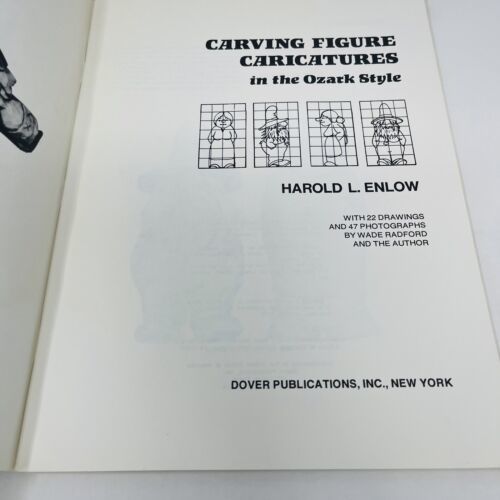 CARVING FIGURE
CARICATURES
in the Ozark Style
HAROLD L. ENLOW
WITH 22 DRAWINGS
AND 47 PHOTOGRAPHS
BY WADE RADFORD
AND THE AUTHOR
DOVER PUBLICATIONS, INC., NEW YORK